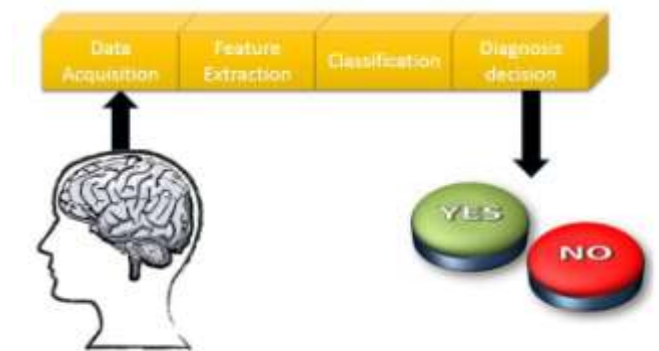 Data
Acquisition
Feature
Extraction
Classification
Diagnosis
decision
YES
NO